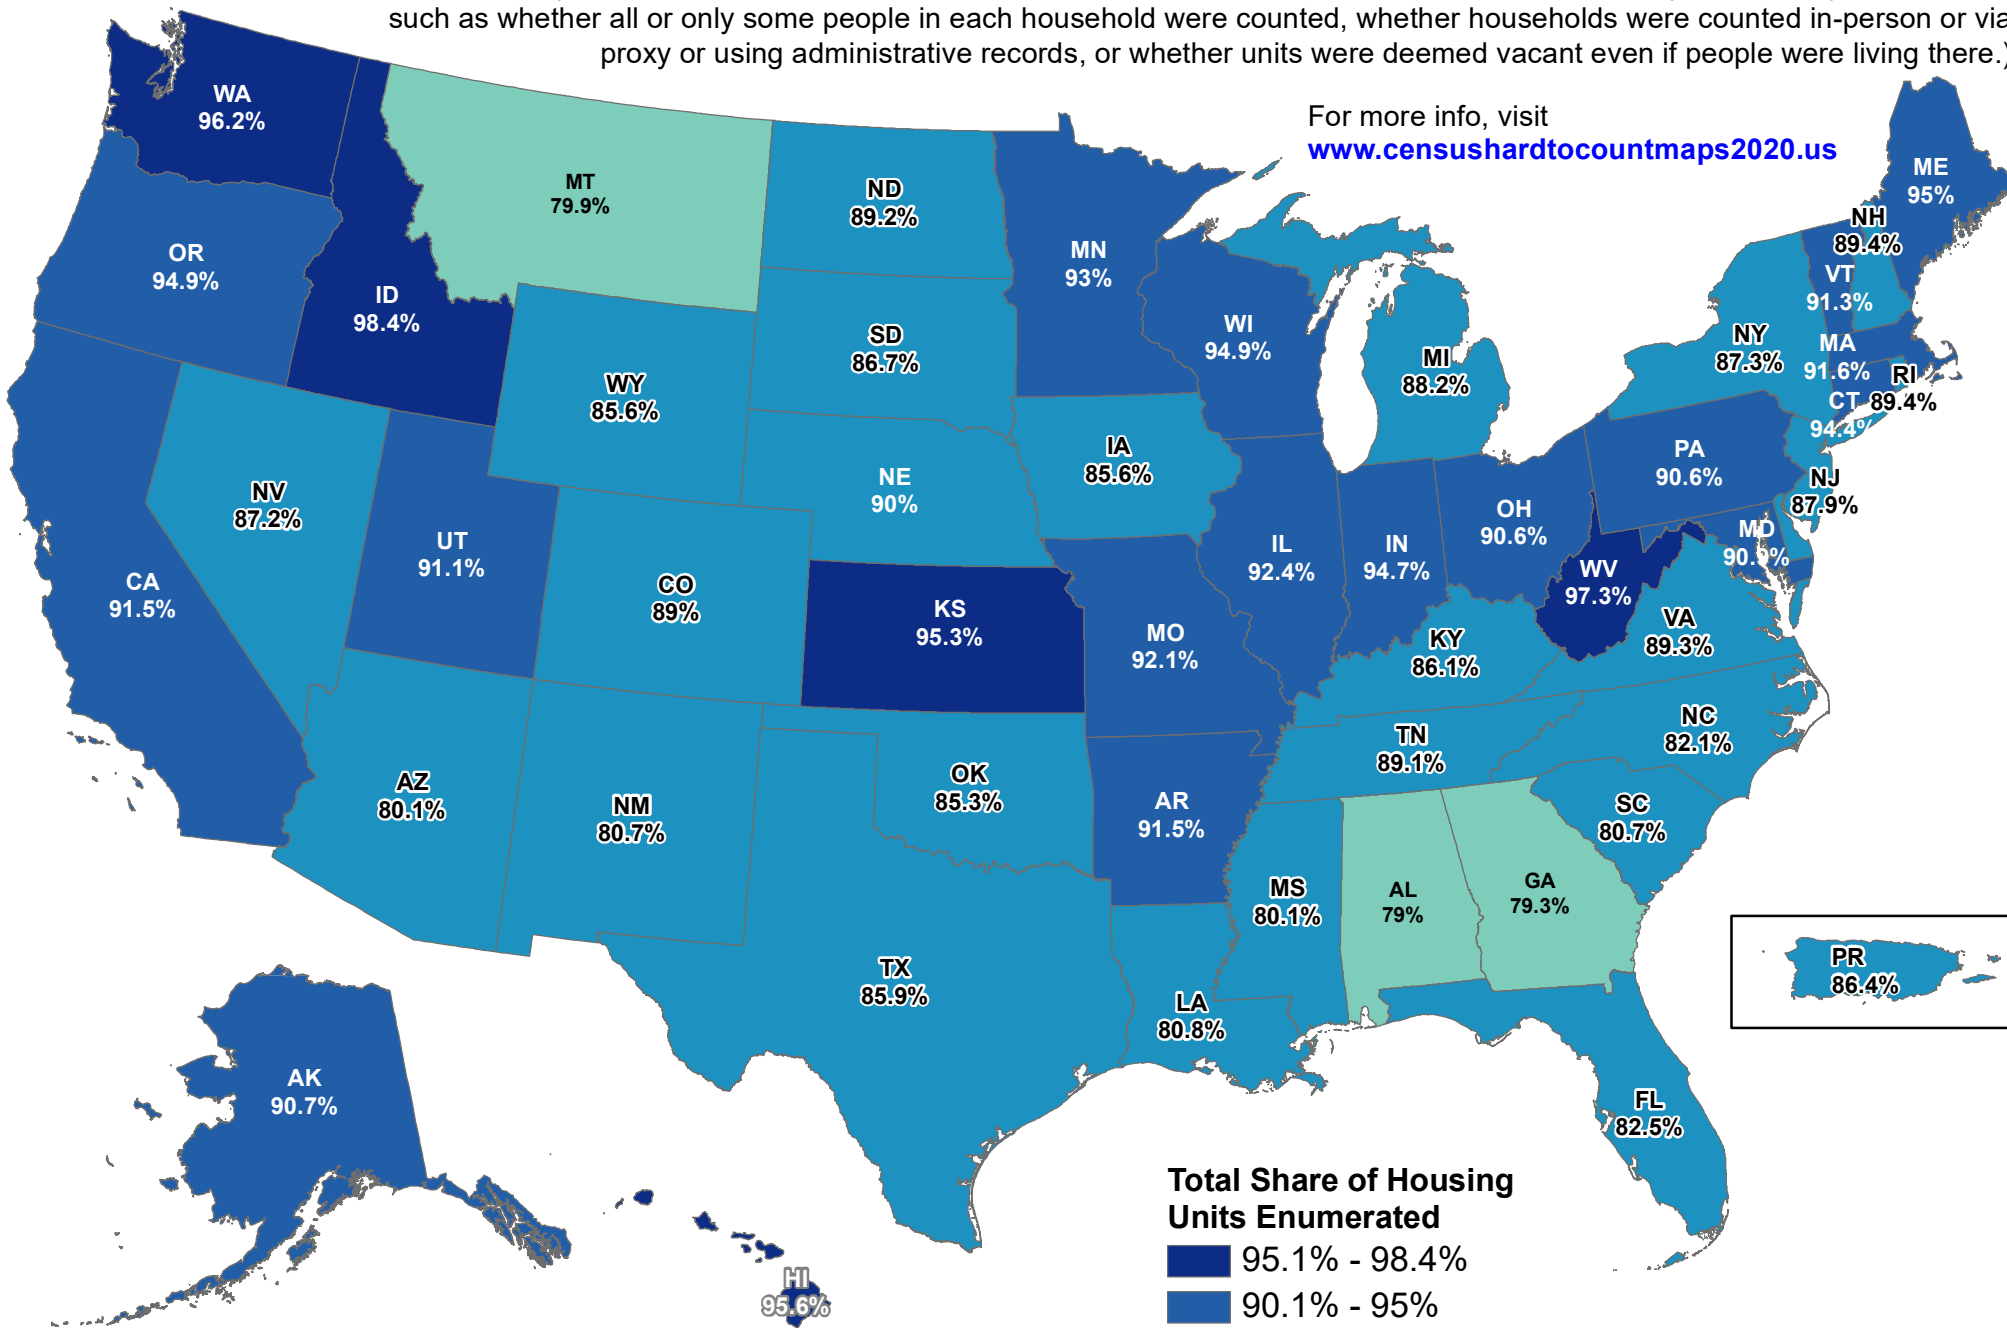 such as whether all or only some people in each household were counted, whether households were counted in-person or via
proxy or using administrative records, or whether units were deemed vacant even if people were living there.)
For more info, visit
www.censushardtocountmaps2020.us
WA
96.2%
MT
79.9%
ND
89.2%
ME
95%
NH
89.4%
OR
94.9%
ID
98.4%
MN
93%
VT
91.3%
WI
94.9%
SD
86.7%
NY
87.3%
MA
91.6%
MI
88.2%
WY
85.6%
RI
89.4%
CT
94.4%
IA
85.6%
PA
90.6%
NE
90%
NJ
87.9%
NV
87.2%
OH
90.6%
MD
UT
91.1%
IL
92.4%
IN
94.7%
WV
97.3%
CA
91.5%
CO
89%
KS
95.3%
VA
89.3%
MO
92.1%
KY
86.1%
NC
82.1%
TN
89.1%
OK
85.3%
AZ
80.1%
NM
80.7%
AR
91.5%
SC
80.7%
MS
80.1%
AL
79%
GA
79.3%
TX
85.9%
PR
86.4%
LA
80.8%
AK
90.7%
FL
82.5%
HI
95.6%
Total Share of Housing
Units Enumerated
95.1% - 98.4%
90.1% - 95%